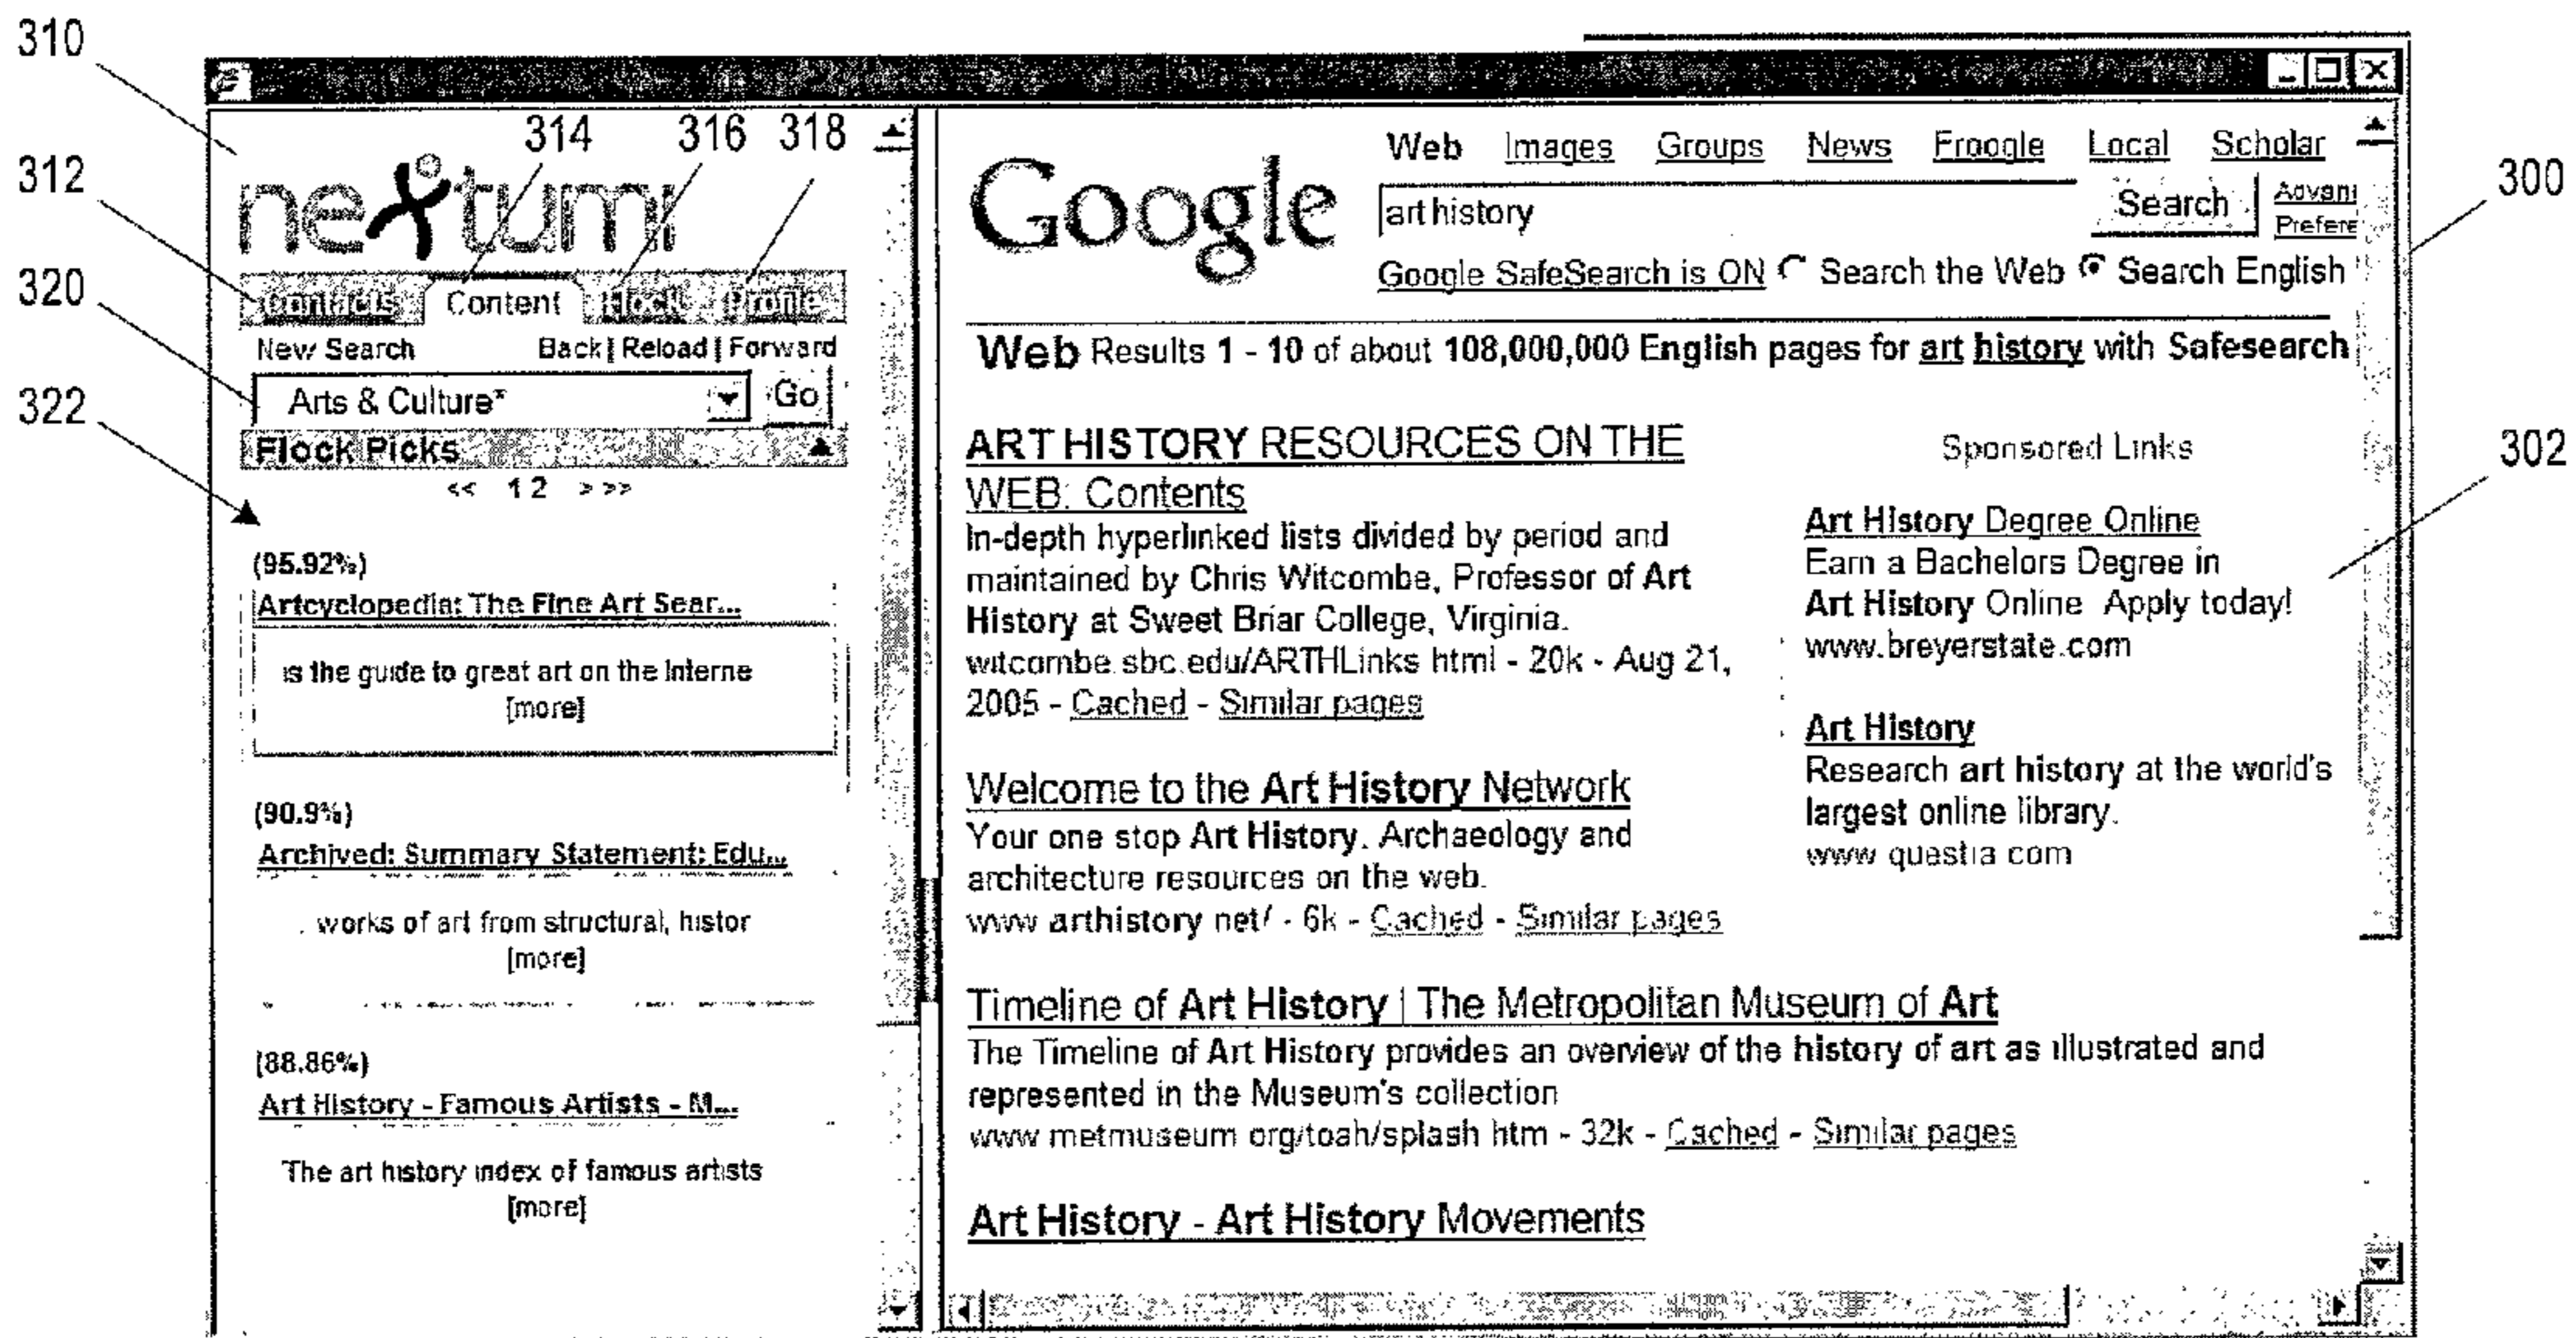 310
312
320
322
314 316 318
nextumi
Contacts Content Flock Profile
New Search Back | Reload | Forward
Arts & Culture* Go
Flock Picks
<< 1 2 > >>
(95.92%)
Artcyclopedia: The Fine Art Sear...
is the guide to great art on the Interne
[more]
(90.9%)
Archived: Summary Statement: Edu...
. works of art from structural, histor
[more]
(88.86%)
Art History - Famous Artists - M...
The art history index of famous artists
[more]
Google
Web Images Groups News Froogle Local Scholar
art history Search Advan
Prefere
Google SafeSearch is ON Search the Web Search English
Web Results 1 - 10 of about 108,000,000 English pages for art history with Safesearch
ART HISTORY RESOURCES ON THE
WEB: Contents
In-depth hyperlinked lists divided by period and
maintained by Chris Witcombe, Professor of Art
History at Sweet Briar College, Virginia.
witcombe.sbc.edu/ARTHLinks html - 20k - Aug 21,
2005 - Cached - Similar pages
Welcome to the Art History Network
Your one stop Art History. Archaeology and
architecture resources on the web.
www arthistory net/ - 6k - Cached - Similar pages
Timeline of Art History | The Metropolitan Museum of Art
The Timeline of Art History provides an overview of the history of art as illustrated and
represented in the Museum's collection
www metmuseum org/toah/splash htm - 32k - Cached - Similar pages
Art History - Art History Movements
Sponsored Links
Art History Degree Online
Earn a Bachelors Degree in
Art History Online Apply today!
www.breyerstate.com
Art History
Research art history at the world's
largest online library.
www questia com
300
302